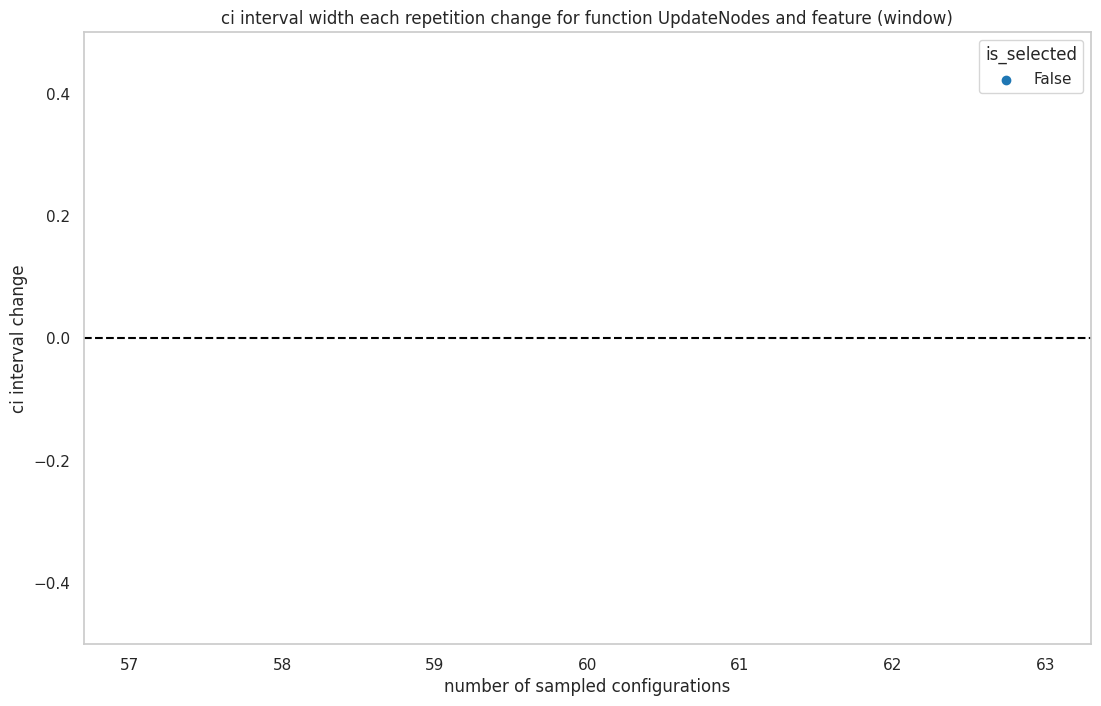 ci interval width each repetition change for function UpdateNodes and feature (window)
is_selected
False
ci interval change
0.4
0.2
0.0
−0.2
−0.4
57 58 59 60 61 62 63
number of sampled configurations